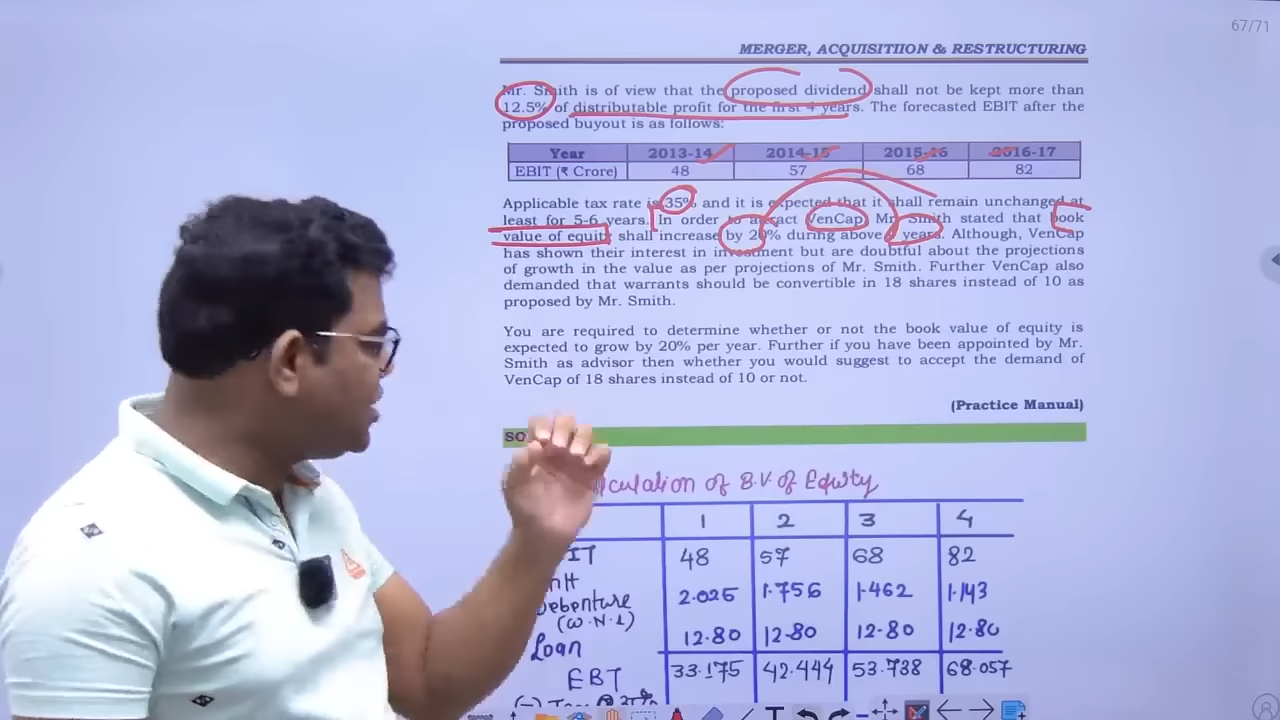 67/71
MERGER, ACQUISITIION & RESTRUCTURING
Mr. Smith is of view that the proposed dividend shall not be kept more than
12.5% of distributable profit for the first 4 years. The forecasted EBIT after the
proposed buyout is as follows:
Year 2013-14 2014-15 2015-16 2016-17
EBIT (₹ Crore) 48 57 68 82
Applicable tax rate is 35% and it is expected that it shall remain unchanged at
least for 5-6 years. In order to attract VenCap Mr. Smith stated that book
value of equity shall increase by 20% during above years. Although, VenCap
has shown their interest in investment but are doubtful about the projections
of growth in the value as per projections of Mr. Smith. Further VenCap also
demanded that warrants should be convertible in 18 shares instead of 10 as
proposed by Mr. Smith.
You are required to determine whether or not the book value of equity is
expected to grow by 20% per year. Further if you have been appointed by Mr.
Smith as advisor then whether you would suggest to accept the demand of
VenCap of 18 shares instead of 10 or not.
(Practice Manual)
of B.V. of Equity
1 2 3 4
48 57 68 82
Debenture 2.025 1.756 1.462 1.143
(W.N.1)
Loan 12.80 12.80 12.80 12.80
EBT 33.175 42.444 53.738 68.057